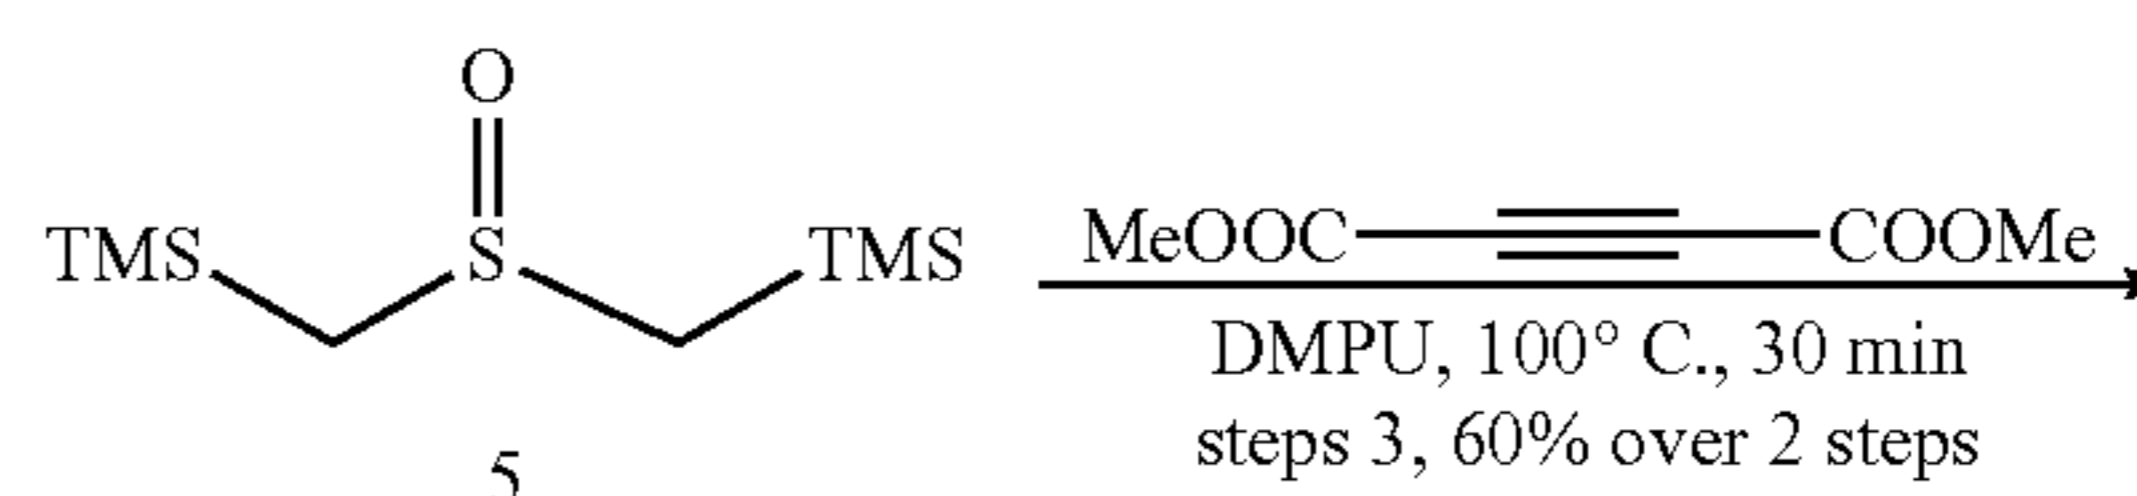 O
TMS S TMS
MeOOC COOMe
DMPU, 100° C., 30 min
steps 3, 60% over 2 steps
5